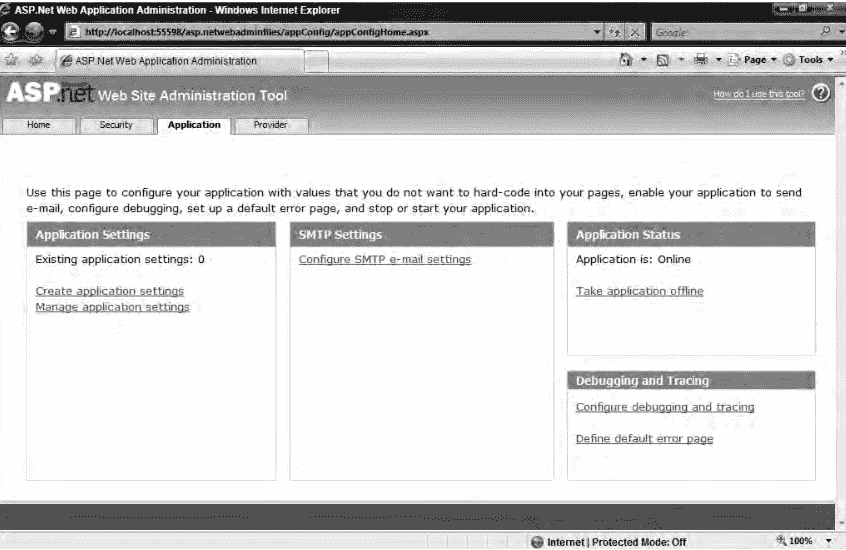 ASP.Net Web Application Administration - Windows Internet Explorer
http://localhost:55598/asp.netwebadminfiles/appConfig/appConfigHome.aspx
Google
ASP.Net Web Application Administration
Page
Tools
ASP.net Web Site Administration Tool
How do I use this tool?
Home Security Application Provider
Use this page to configure your application with values that you do not want to hard-code into your pages, enable your application to send
e-mail, configure debugging, set up a default error page, and stop or start your application.
Application Settings
Existing application settings: 0
Create application settings
Manage application settings
SMTP Settings
Configure SMTP e-mail settings
Application Status
Application is: Online
Take application offline
Debugging and Tracing
Configure debugging and tracing
Define default error page
Internet | Protected Mode: Off
100%